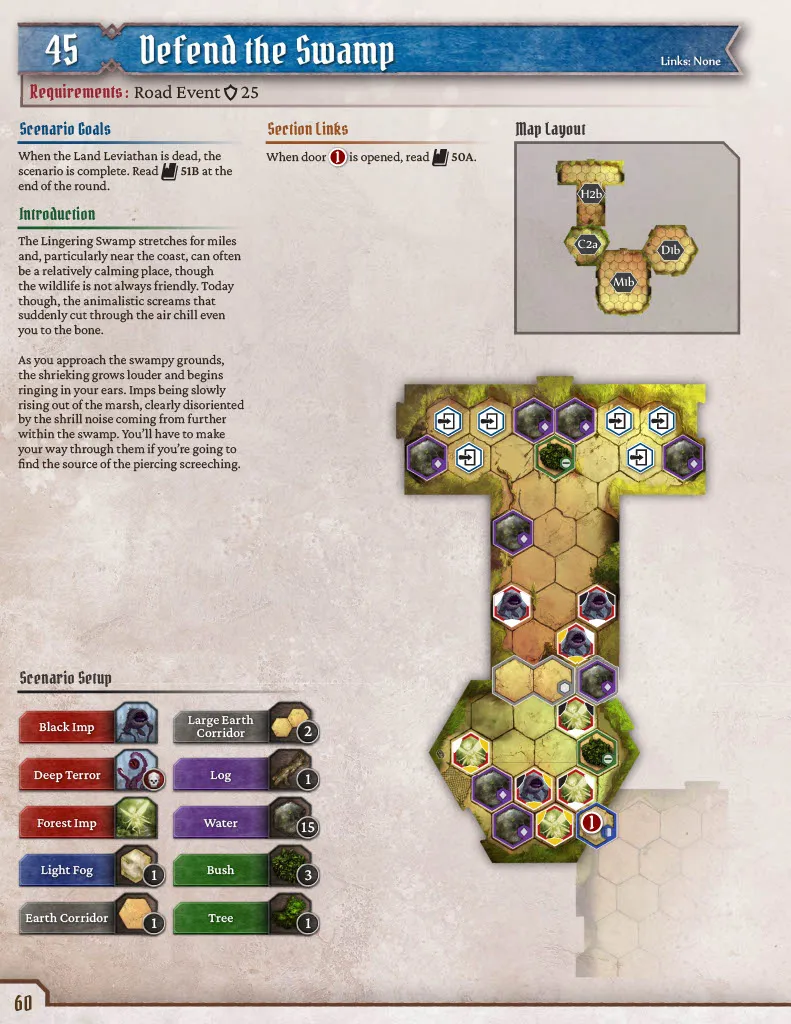 45
Defend the Swamp
Links: None
Requirements: Road Event 25
Scenario Goals
When the Land Leviathan is dead, the
scenario is complete. Read 51B at the
end of the round.
Introduction
The Lingering Swamp stretches for miles
and, particularly near the coast, can often
be a relatively calming place, though
the wildlife is not always friendly. Today
though, the animalistic screams that
suddenly cut through the air chill even
you to the bone.
As you approach the swampy grounds,
the shrieking grows louder and begins
ringing in your ears. Imps being slowly
rising out of the marsh, clearly disoriented
by the shrill noise coming from further
within the swamp. You'll have to make
your way through them if you're going to
find the source of the piercing screeching.
Section Links
When door 1 is opened, read 50A.
Map Layout
H2b
C2a
D1b
M1b
1
Scenario Setup
Black Imp
Deep Terror
Forest Imp
Light Fog
1
Earth Corridor
1
Large Earth
Corridor
2
Log
1
Water
15
Bush
3
Tree
1
60